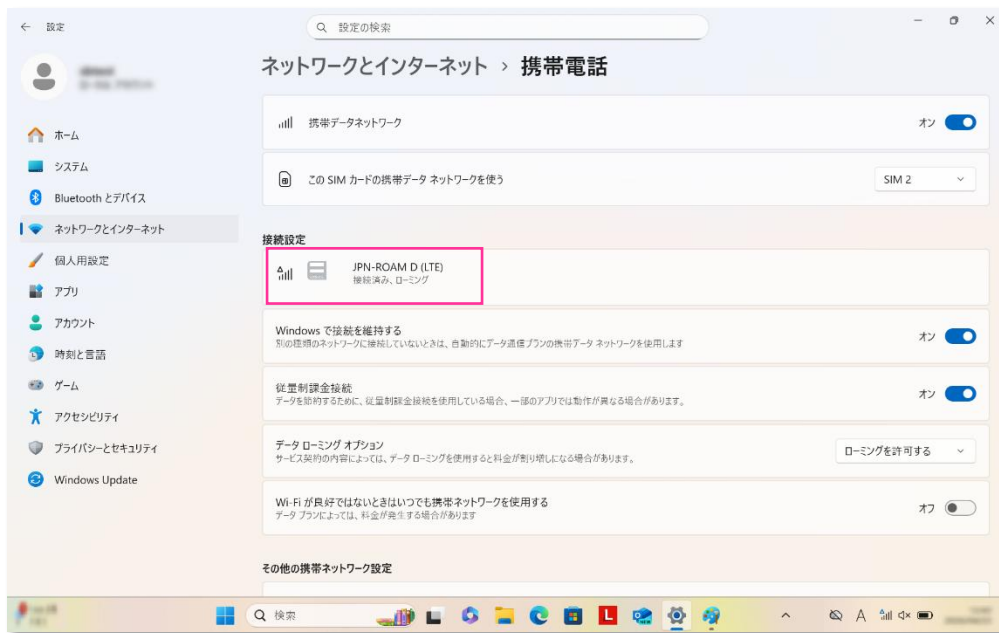 設定
設定の検索
ネットワークとインターネット › 携帯電話
ホーム
システム
Bluetooth とデバイス
ネットワークとインターネット
個人用設定
アプリ
アカウント
時刻と言語
ゲーム
アクセシビリティ
プライバシーとセキュリティ
Windows Update
携帯データネットワーク
オン
この SIM カードの携帯データ ネットワークを使う
SIM 2
接続設定
JPN-ROAM D (LTE)
接続済み、ローミング
Windows で接続を維持する
オン
別の種類のネットワークに接続していないときは、自動的にデータ通信プランの携帯データ ネットワークを使用します
従量制課金接続
オン
データを節約するために、従量制課金接続を使用している場合、一部のアプリでは動作が異なる場合があります。
データ ローミング オプション
ローミングを許可する
サービス契約の内容によっては、データ ローミングを使用すると料金が割り増しになる場合があります。
Wi-Fi が良好ではないときはいつでも携帯ネットワークを使用する
オフ
データ プランによっては、料金が発生する場合があります
その他の携帯ネットワーク設定
検索
L
A